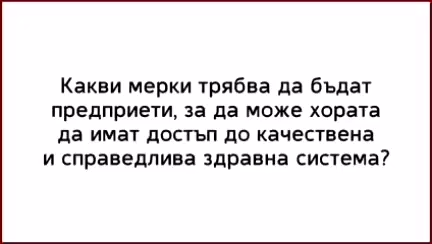 Какви мерки трябва да бъдат
предприети, за да може хората
да имат достъп до качествена
и справедлива здравна система?